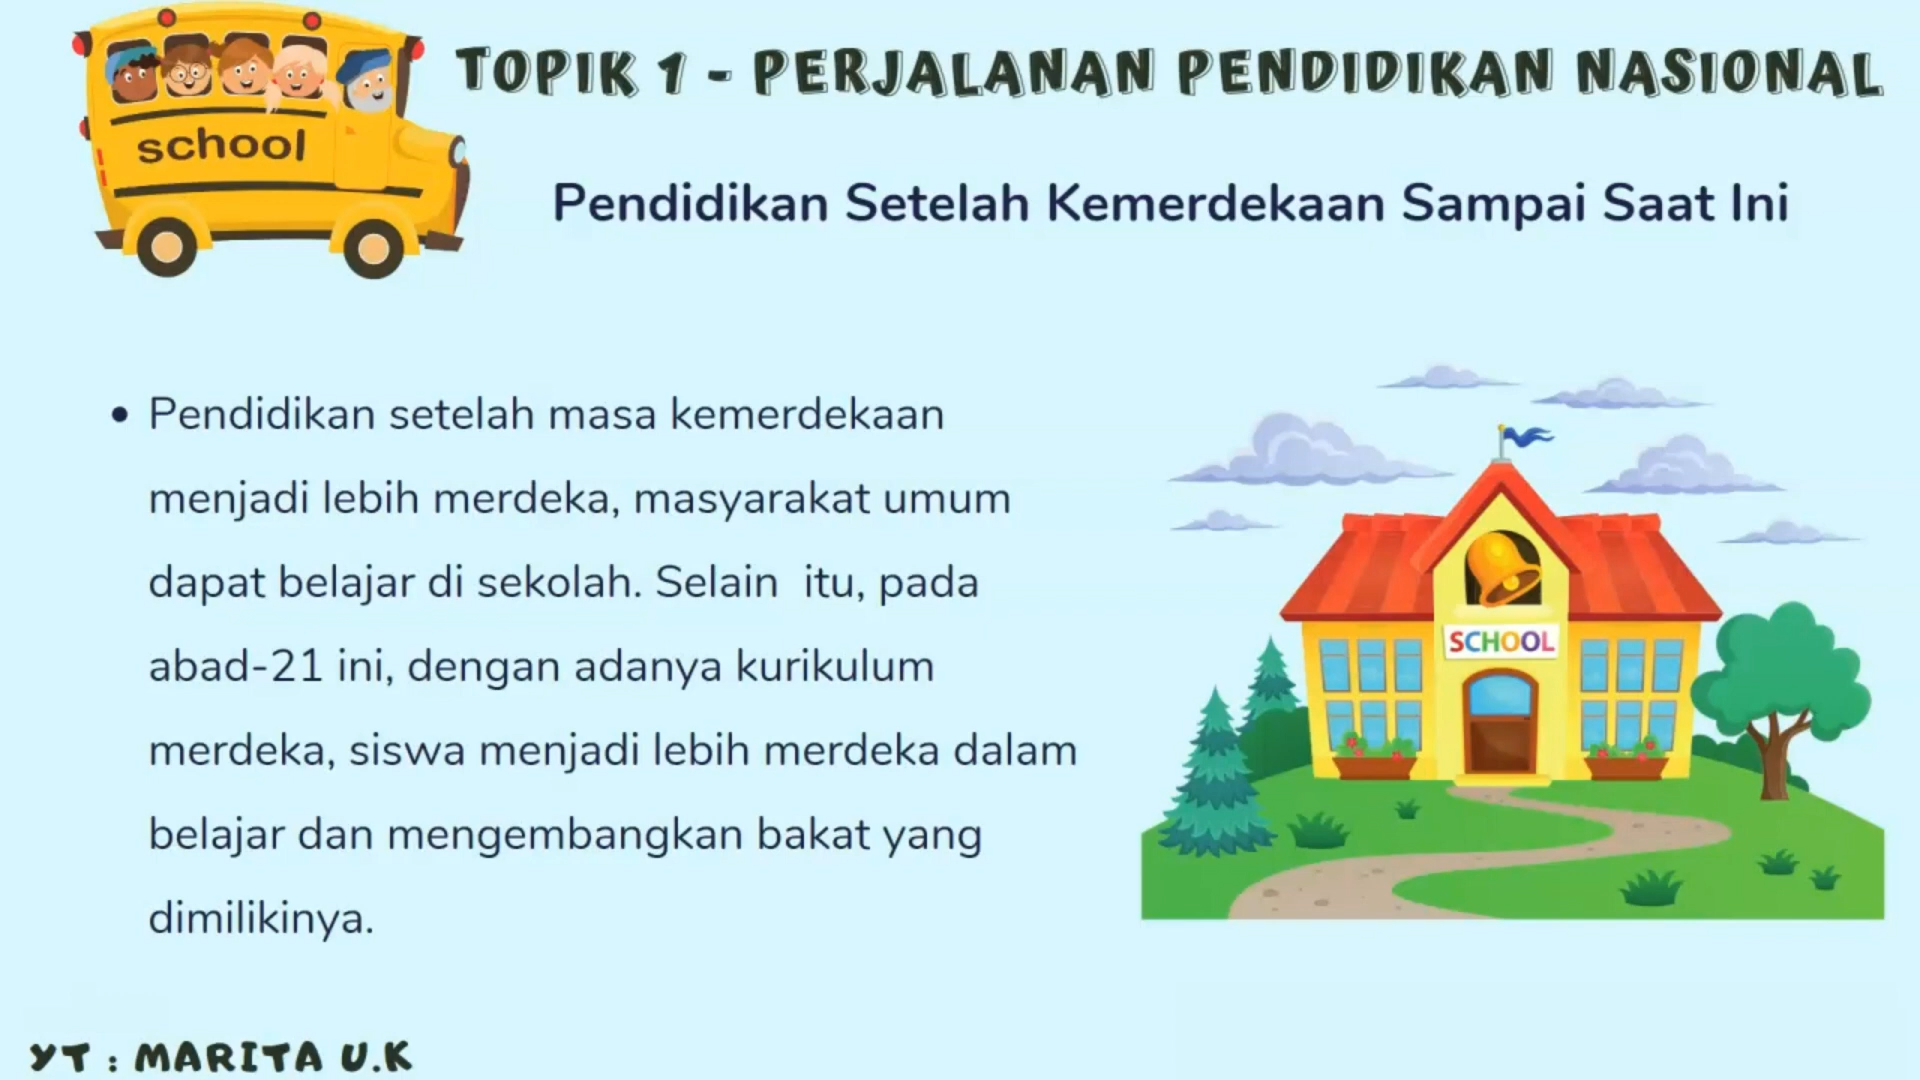 school
TOPIK 1 - PERJALANAN PENDIDIKAN NASIONAL
Pendidikan Setelah Kemerdekaan Sampai Saat Ini
• Pendidikan setelah masa kemerdekaan
menjadi lebih merdeka, masyarakat umum
dapat belajar di sekolah. Selain  itu, pada
abad-21 ini, dengan adanya kurikulum
merdeka, siswa menjadi lebih merdeka dalam
belajar dan mengembangkan bakat yang
dimilikinya.
SCHOOL
YT : MARITA U.K